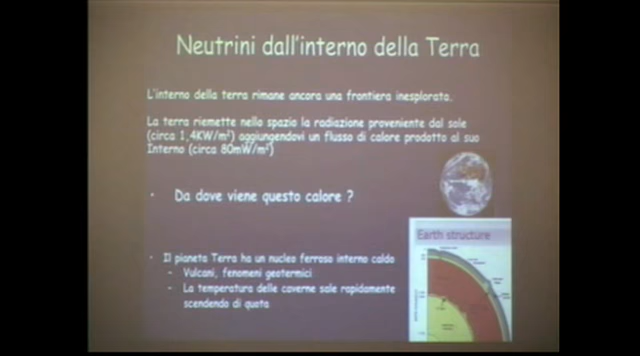 Neutrini dall'interno della Terra
L'interno della terra rimane ancora una frontiera inesplorata.
La terra riemette nello spazio la radiazione proveniente dal sole
(circa 1,4KW/m²) aggiungendovi un flusso di calore prodotto al suo
Interno (circa 80mW/m²)
· Da dove viene questo calore ?
· Il pianeta Terra ha un nucleo ferroso interno caldo
- Vulcani, fenomeni geotermici
- La temperatura delle caverne sale rapidamente
scendendo di quota
Earth structure